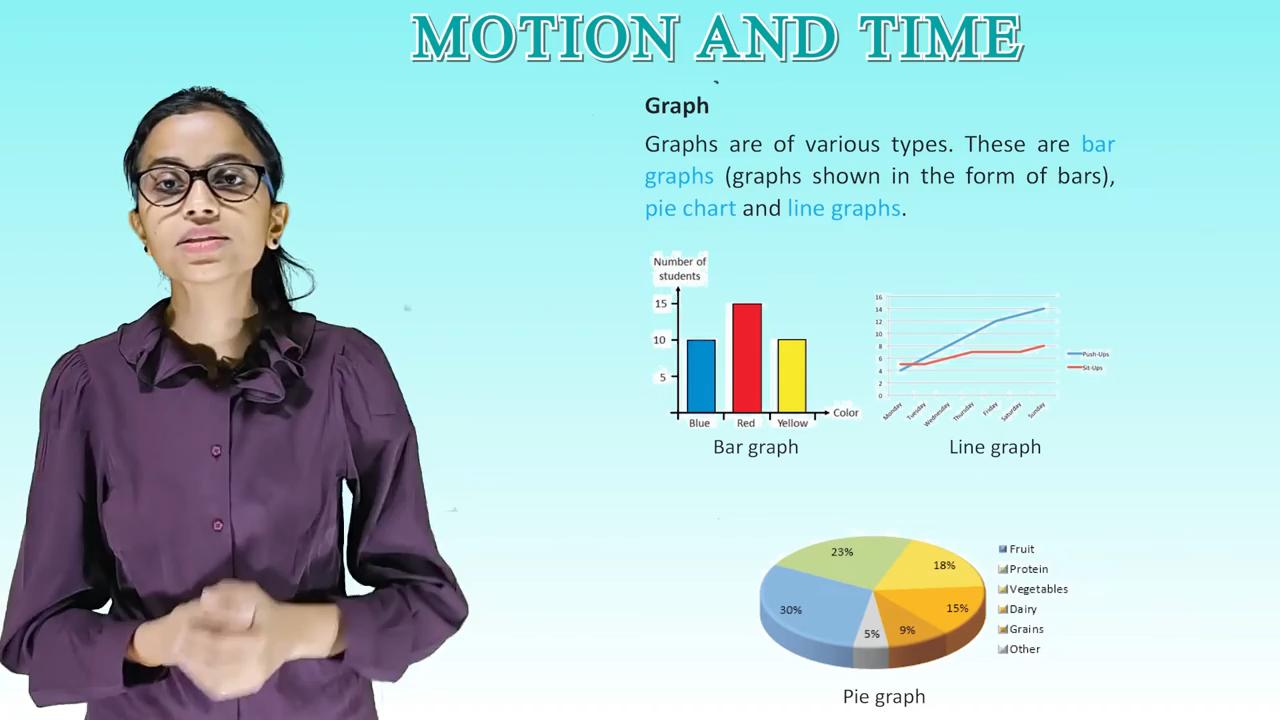 MOTION AND TIME
Graph
Graphs are of various types. These are bar
graphs (graphs shown in the form of bars),
pie chart and line graphs.
Number of
students
15
10
5
Blue Red Yellow
Color
Bar graph
16
14
12
10
8
6
4
2
0
Monday Tuesday Wednesday Thursday Friday Saturday Sunday
Push-Ups
Sit-Ups
Line graph
23%
18%
15%
9%
5%
30%
Fruit
Protein
Vegetables
Dairy
Grains
Other
Pie graph